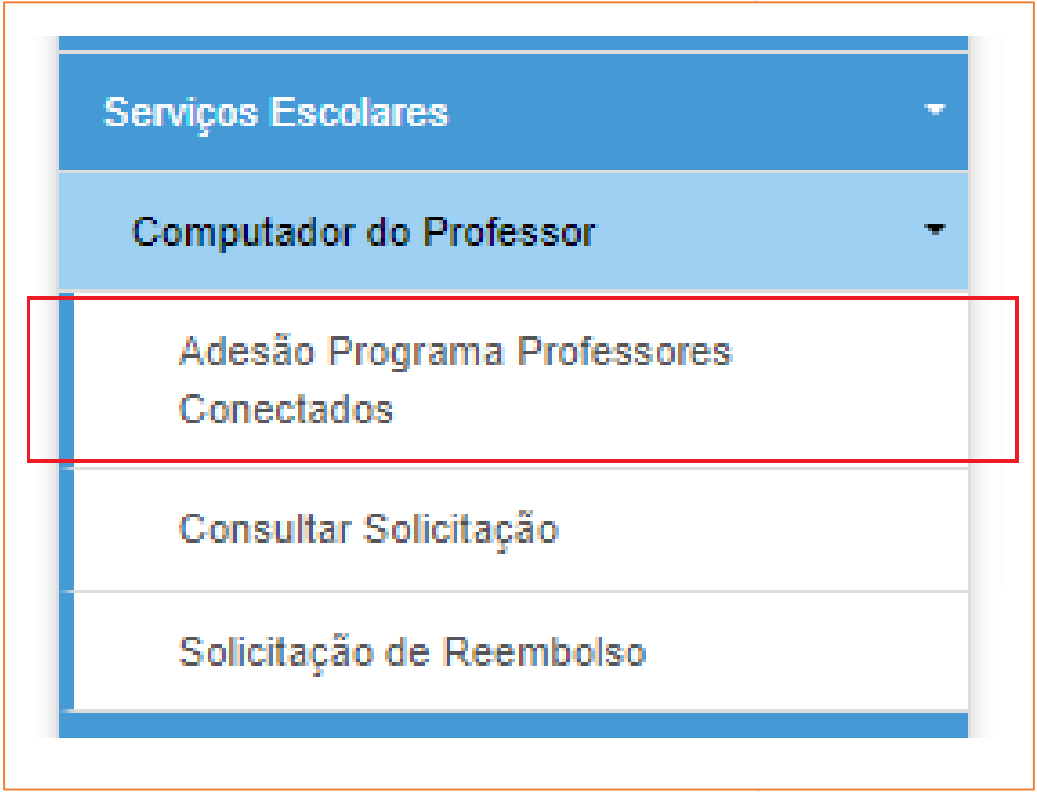 Serviços Escolares
Computador do Professor
Adesão Programa Professores
Conectados
Consultar Solicitação
Solicitação de Reembolso